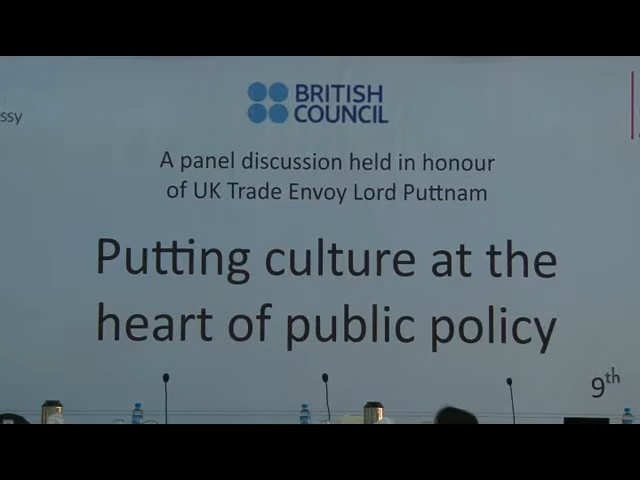 ssy
BRITISH
COUNCIL
A panel discussion held in honour
of UK Trade Envoy Lord Puttnam
Putting culture at the
heart of public policy
9th